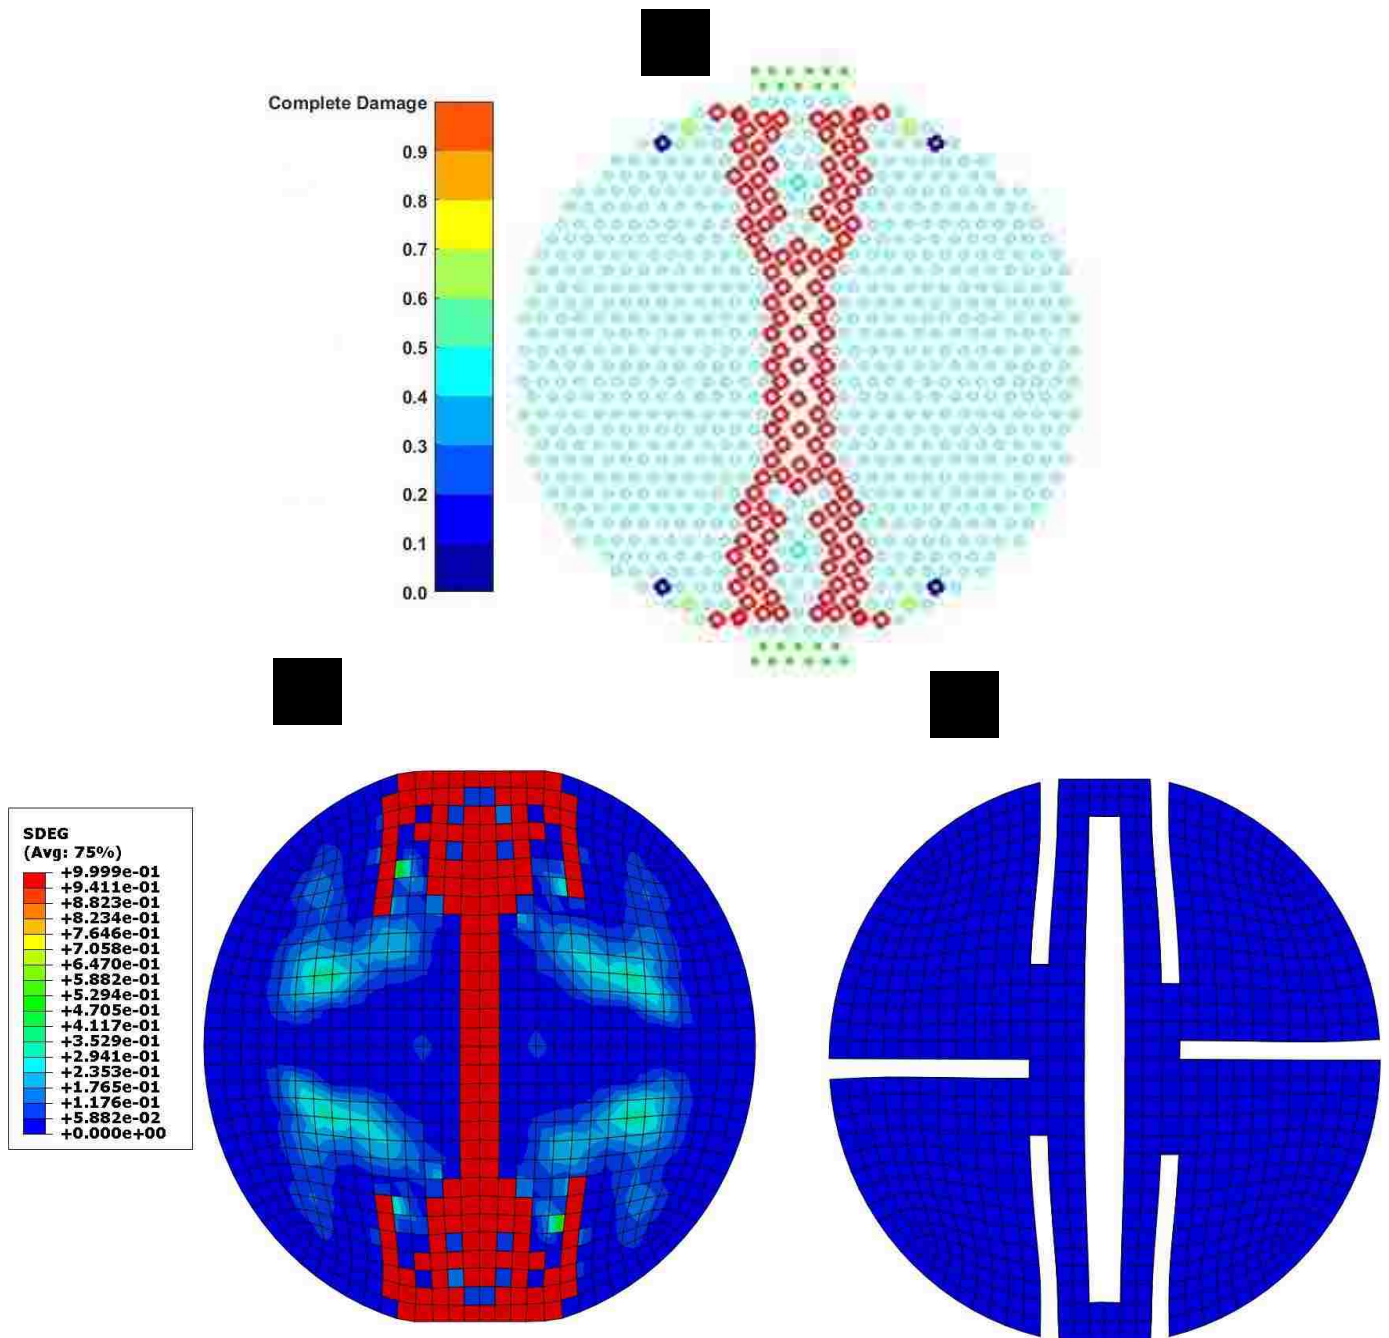 Complete Damage
0.9
0.8
0.7
0.6
0.5
0.4
0.3
0.2
0.1
0.0
SDEG
(Avg: 75%)
+9.999e-01
+9.411e-01
+8.823e-01
+8.234e-01
+7.646e-01
+7.058e-01
+6.470e-01
+5.882e-01
+5.294e-01
+4.705e-01
+4.117e-01
+3.529e-01
+2.941e-01
+2.353e-01
+1.765e-01
+1.176e-01
+5.882e-02
+0.000e+00